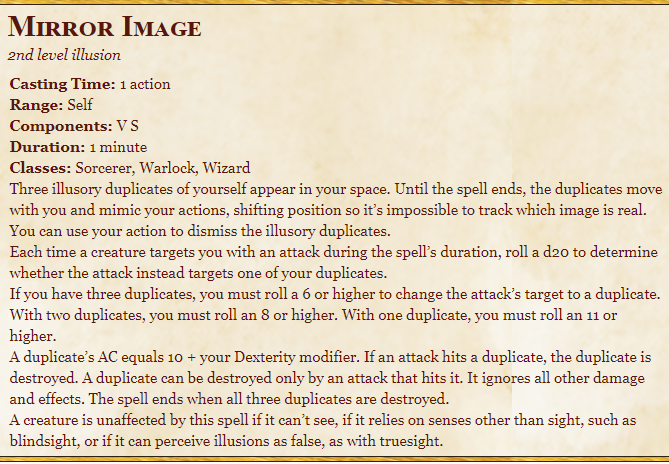 Mirror Image
2nd level illusion
Casting Time: 1 action
Range: Self
Components: V S
Duration: 1 minute
Classes: Sorcerer, Warlock, Wizard
Three illusory duplicates of yourself appear in your space. Until the spell ends, the duplicates move
with you and mimic your actions, shifting position so it’s impossible to track which image is real.
You can use your action to dismiss the illusory duplicates.
Each time a creature targets you with an attack during the spell’s duration, roll a d20 to determine
whether the attack instead targets one of your duplicates.
If you have three duplicates, you must roll a 6 or higher to change the attack’s target to a duplicate.
With two duplicates, you must roll an 8 or higher. With one duplicate, you must roll an 11 or
higher.
A duplicate’s AC equals 10 + your Dexterity modifier. If an attack hits a duplicate, the duplicate is
destroyed. A duplicate can be destroyed only by an attack that hits it. It ignores all other damage
and effects. The spell ends when all three duplicates are destroyed.
A creature is unaffected by this spell if it can’t see, if it relies on senses other than sight, such as
blindsight, or if it can perceive illusions as false, as with truesight.